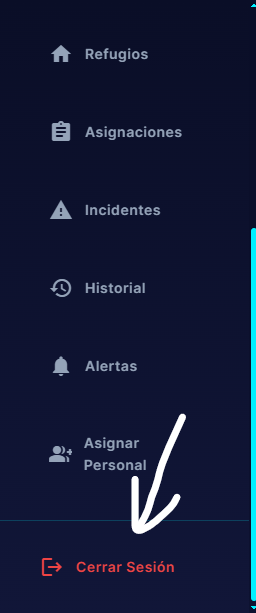 Refugios
Asignaciones
Incidentes
Historial
Alertas
Asignar
Personal
Cerrar Sesión